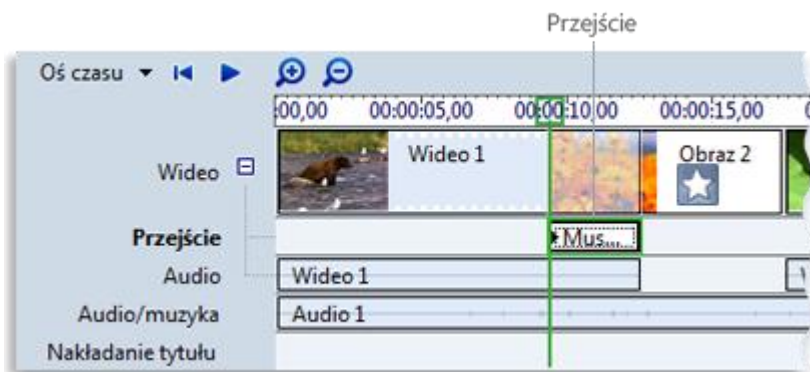 Przejście
Oś czasu
:00,00 00:00:05,00 00:00:10,00 00:00:15,00
Wideo Wideo 1 Obraz 2
Przejście Mus...
Audio Wideo 1
Audio/muzyka Audio 1
Nakładanie tytułu